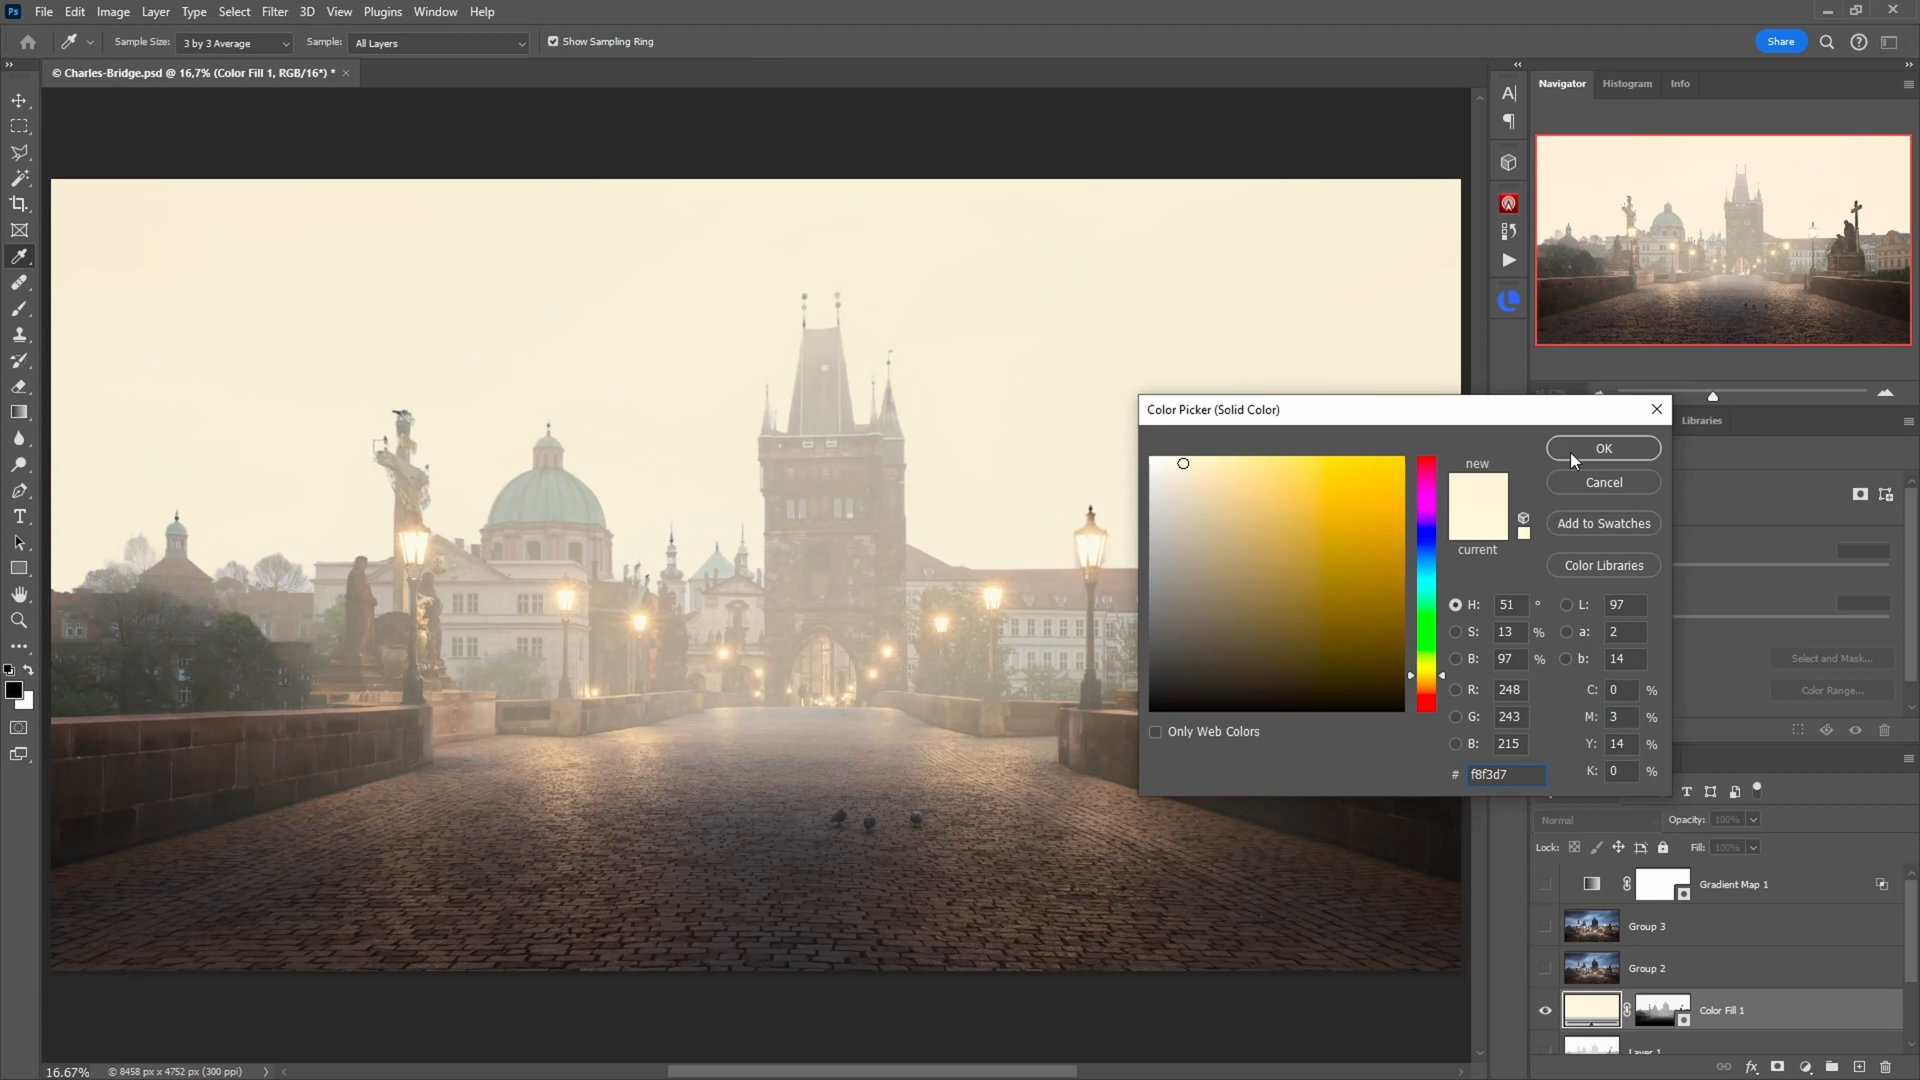 Ps File Edit Image Layer Type Select Filter 3D View Plugins Window Help
Sample Size: 3 by 3 Average Sample: All Layers Show Sampling Ring Share
© Charles-Bridge.psd @ 16,7% (Color Fill 1, RGB/16*) * ×
Navigator Histogram Info
Libraries
Color Picker (Solid Color)
new
current
OK
Cancel
Add to Swatches
Color Libraries
H: 51 ° L: 97
S: 13 % a: 2
B: 97 % b: 14
R: 248 C: 0 %
G: 243 M: 3 %
B: 215 Y: 14 %
# f8f3d7 K: 0 %
Only Web Colors
Select and Mask...
Color Range...
Normal Opacity: 100%
Lock: Fill: 100%
Gradient Map 1
Group 3
Group 2
Color Fill 1
Layer 1
16.67% © 8458 px x 4752 px (300 ppi)